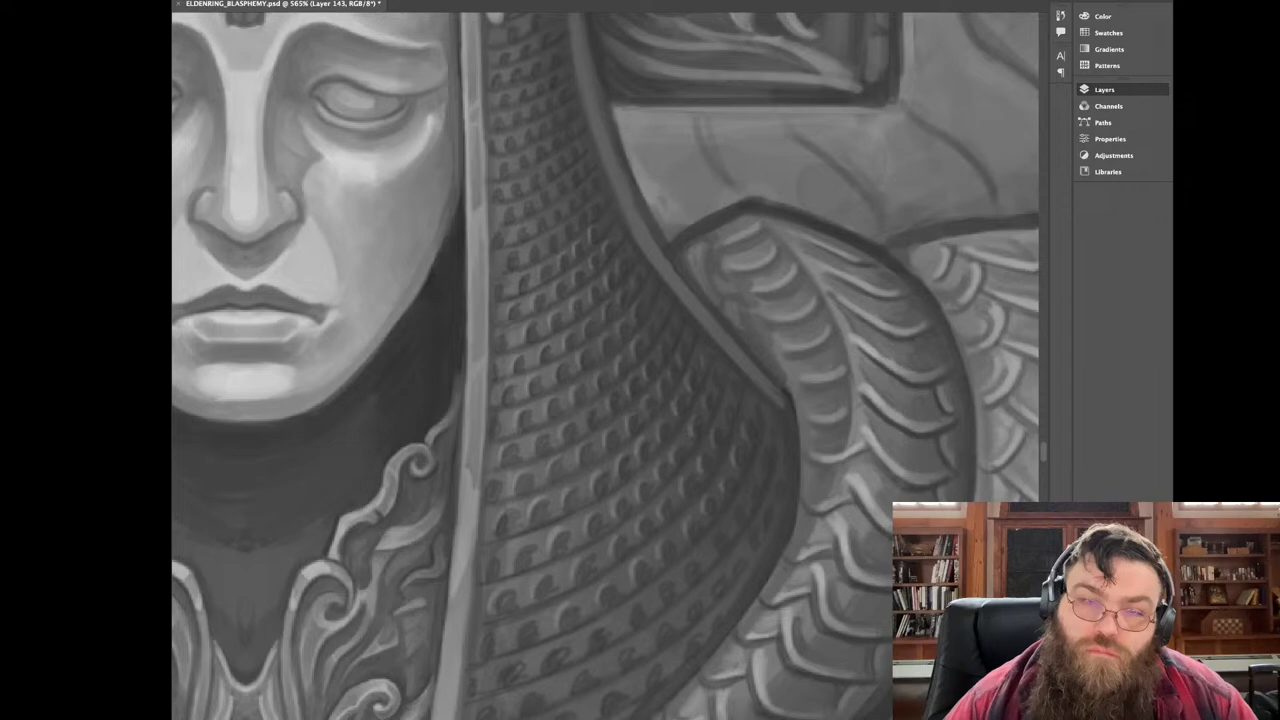 ELDENRING_BLASPHEMY.psd @ 565% (Layer 143, RGB/8*) *
Color
Swatches
Gradients
Patterns
Layers
Channels
Paths
Properties
Adjustments
Libraries